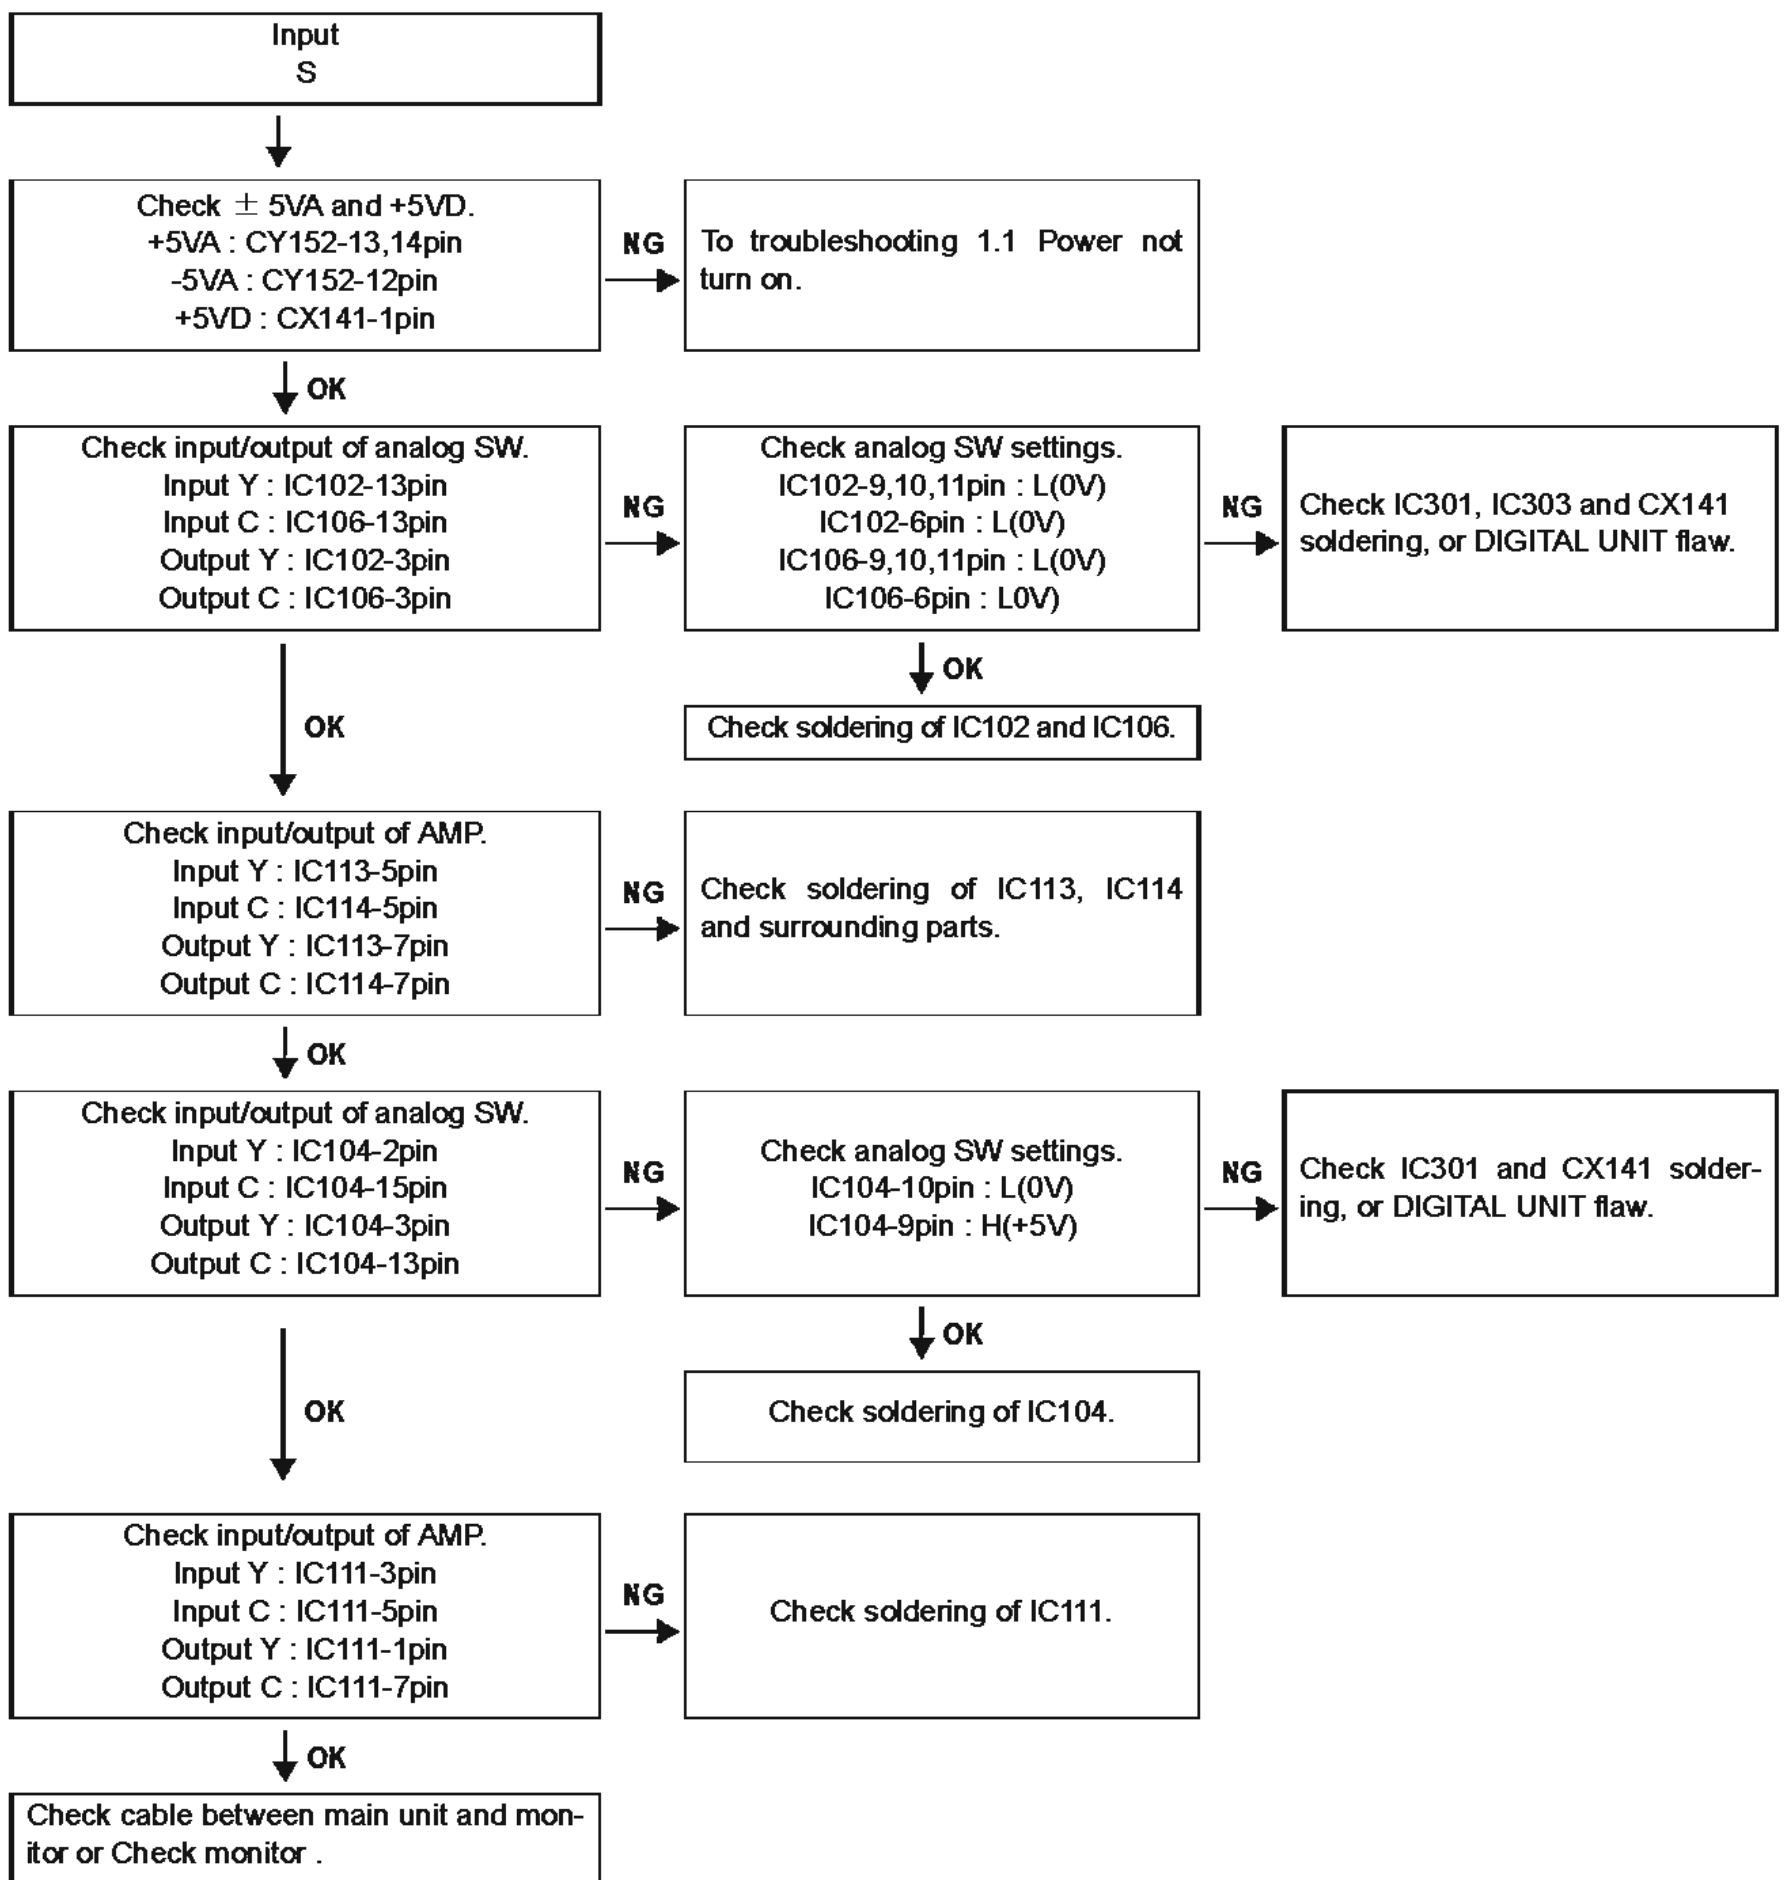 Input
S
Check ± 5VA and +5VD.
+5VA : CY152-13,14pin
-5VA : CY152-12pin
+5VD : CX141-1pin
NG
To troubleshooting 1.1 Power not
turn on.
OK
Check input/output of analog SW.
Input Y : IC102-13pin
Input C : IC106-13pin
Output Y : IC102-3pin
Output C : IC106-3pin
NG
Check analog SW settings.
IC102-9,10,11pin : L(0V)
IC102-6pin : L(0V)
IC106-9,10,11pin : L(0V)
IC106-6pin : L0V)
NG
Check IC301, IC303 and CX141
soldering, or DIGITAL UNIT flaw.
OK
Check soldering of IC102 and IC106.
OK
Check input/output of AMP.
Input Y : IC113-5pin
Input C : IC114-5pin
Output Y : IC113-7pin
Output C : IC114-7pin
NG
Check soldering of IC113, IC114
and surrounding parts.
OK
Check input/output of analog SW.
Input Y : IC104-2pin
Input C : IC104-15pin
Output Y : IC104-3pin
Output C : IC104-13pin
NG
Check analog SW settings.
IC104-10pin : L(0V)
IC104-9pin : H(+5V)
NG
Check IC301 and CX141 solder-
ing, or DIGITAL UNIT flaw.
OK
Check soldering of IC104.
OK
Check input/output of AMP.
Input Y : IC111-3pin
Input C : IC111-5pin
Output Y : IC111-1pin
Output C : IC111-7pin
NG
Check soldering of IC111.
OK
Check cable between main unit and mon-
itor or Check monitor .